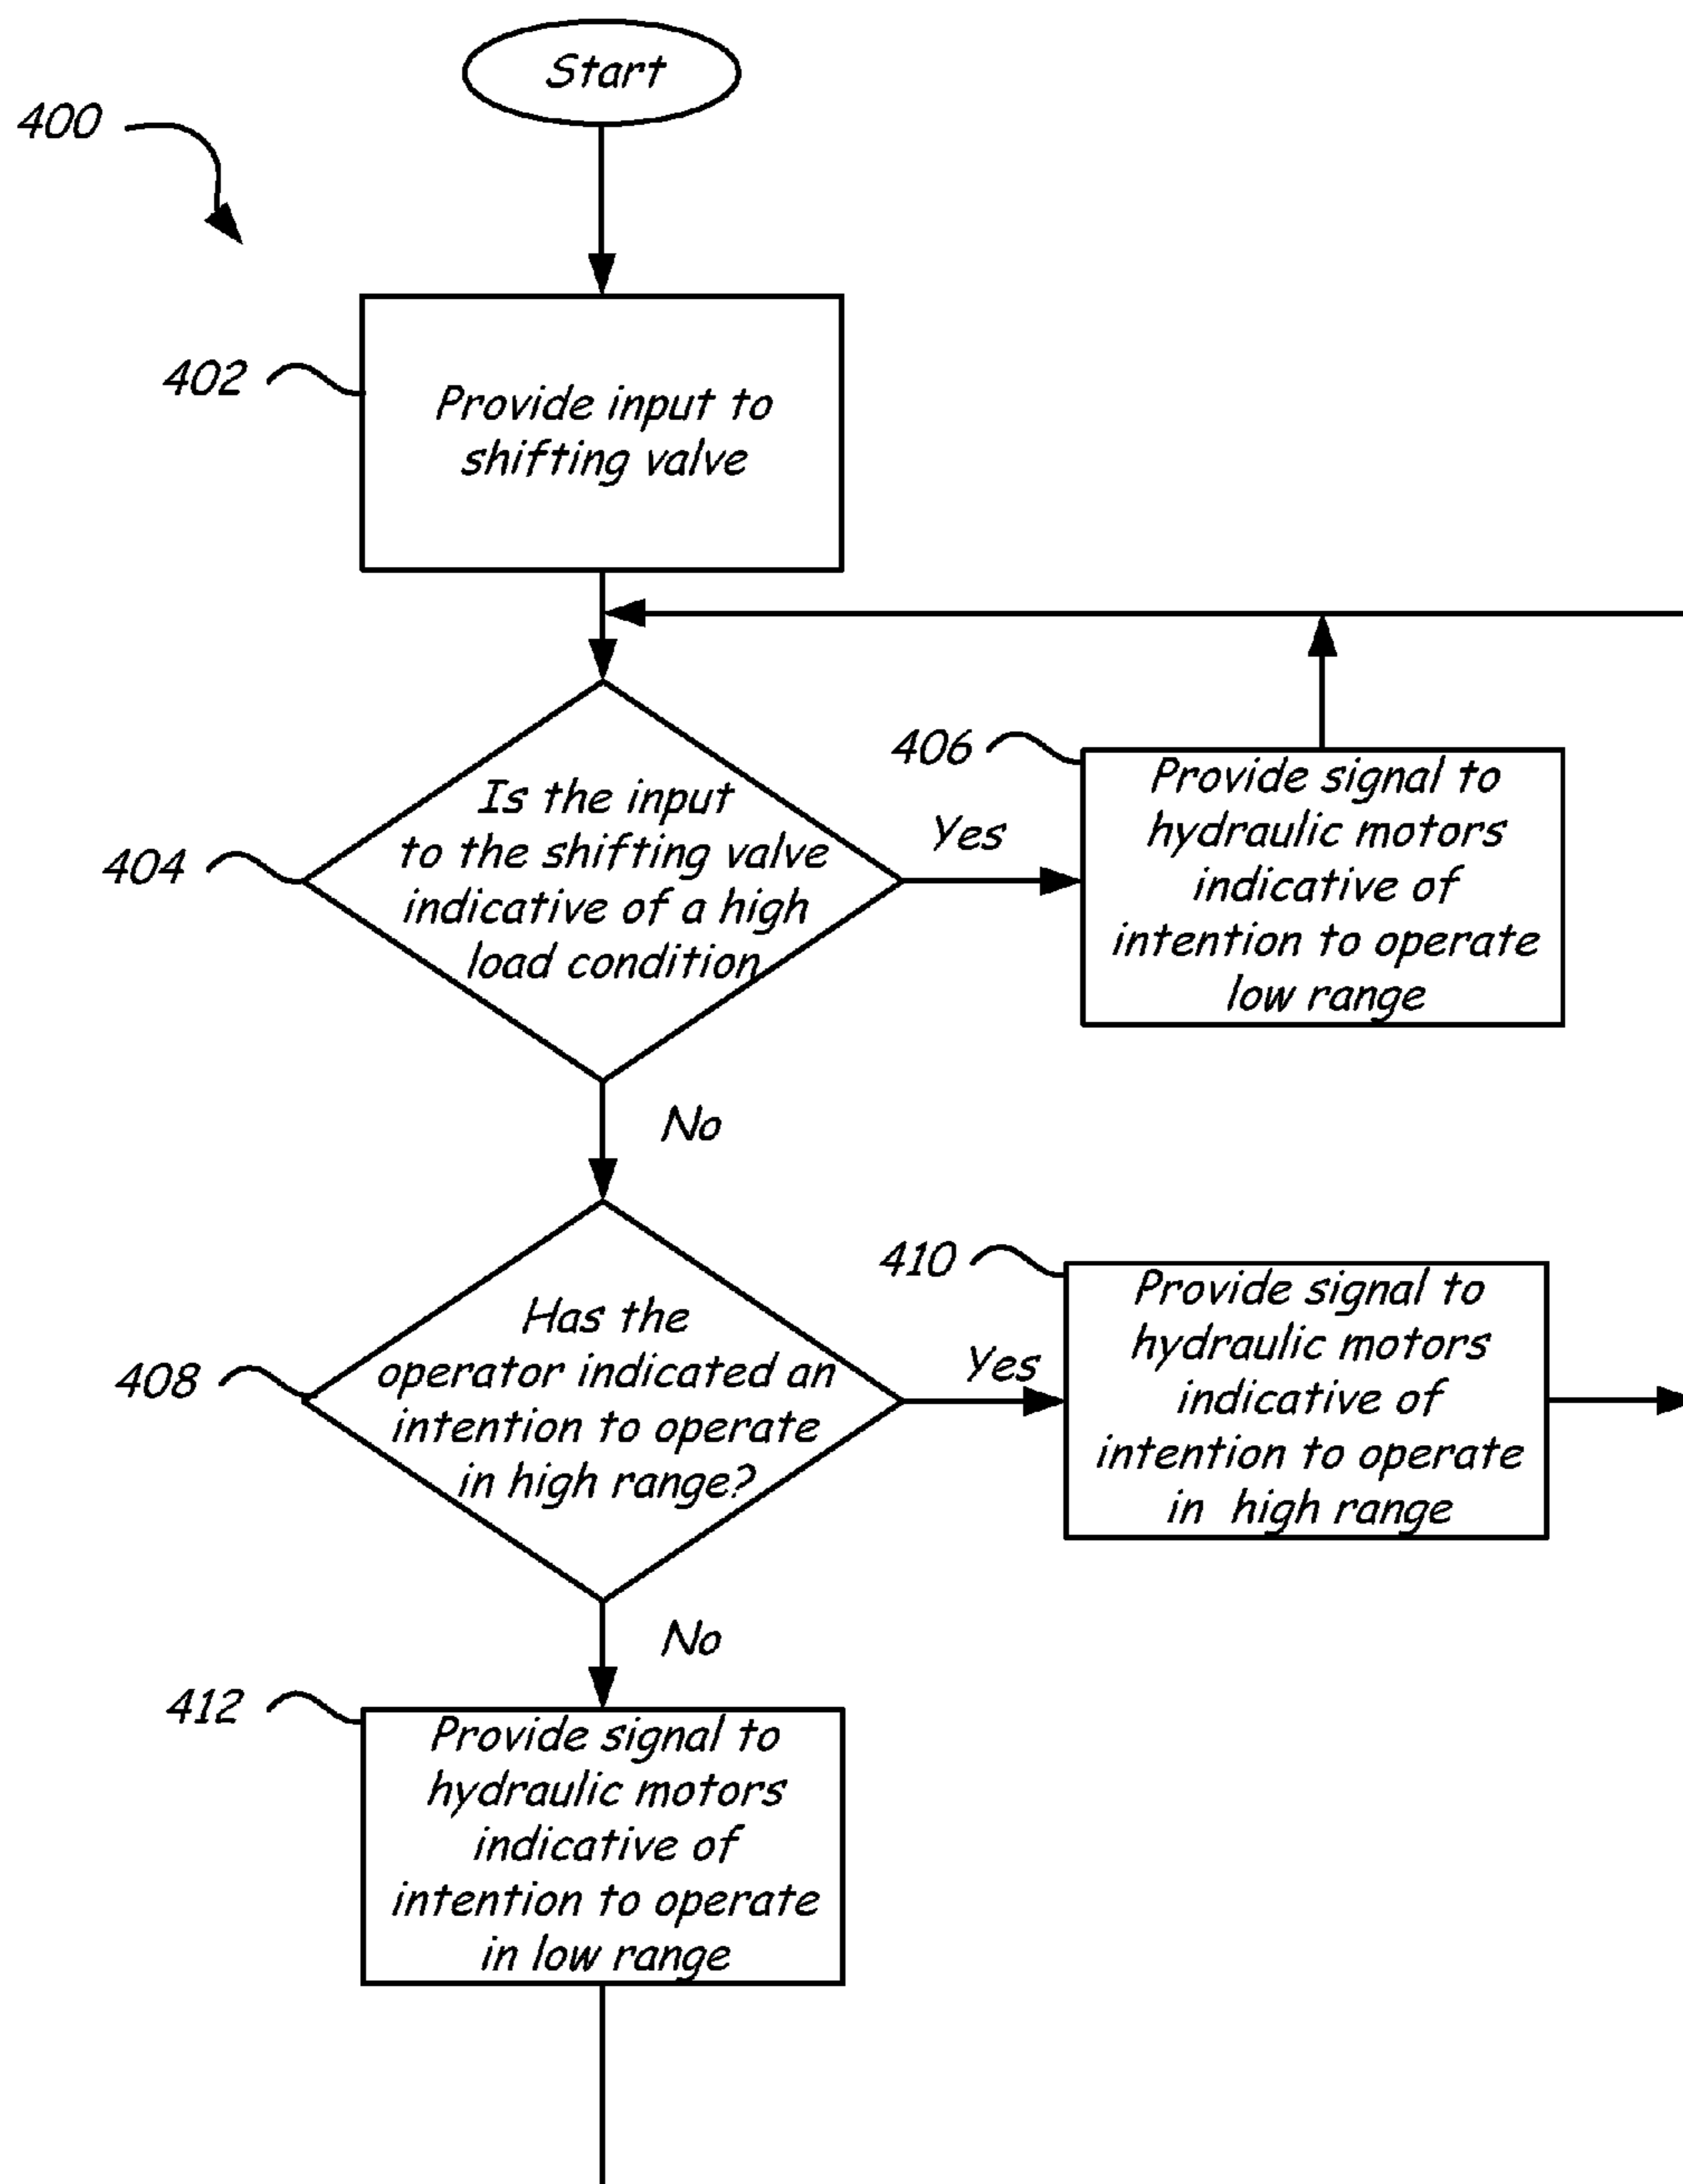 Start
400
402
Provide input to
shifting valve
404
Is the input
to the shifting valve
indicative of a high
load condition
Yes
406
Provide signal to
hydraulic motors
indicative of
intention to operate
low range
No
408
Has the
operator indicated an
intention to operate
in high range?
Yes
410
Provide signal to
hydraulic motors
indicative of
intention to operate
in high range
No
412
Provide signal to
hydraulic motors
indicative of
intention to operate
in low range